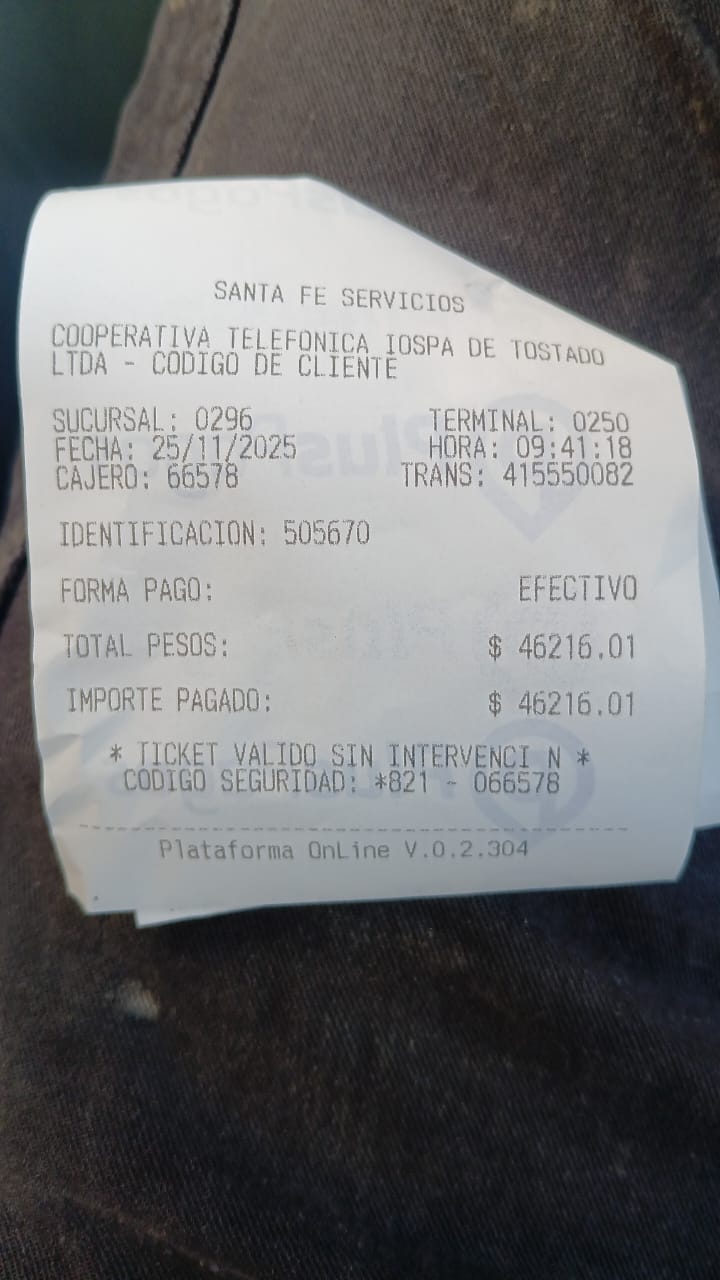 SANTA FE SERVICIOS
COOPERATIVA TELEFONICA IOSPA DE TOSTADO
LTDA - CODIGO DE CLIENTE
SUCURSAL: 0296 TERMINAL: 0250
FECHA: 25/11/2025 HORA: 09:41:18
CAJERO: 66578 TRANS: 415550082
IDENTIFICACION: 505670
FORMA PAGO: EFECTIVO
TOTAL PESOS: $ 46216.01
IMPORTE PAGADO: $ 46216.01
* TICKET VALIDO SIN INTERVENCI N *
CODIGO SEGURIDAD: *821 - 066578
Plataforma OnLine V.0.2.304